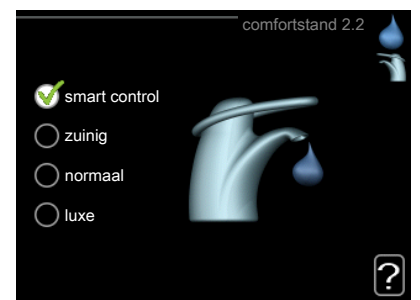 comfortstand 2.2
smart control
zuinig
normaal
luxe
?